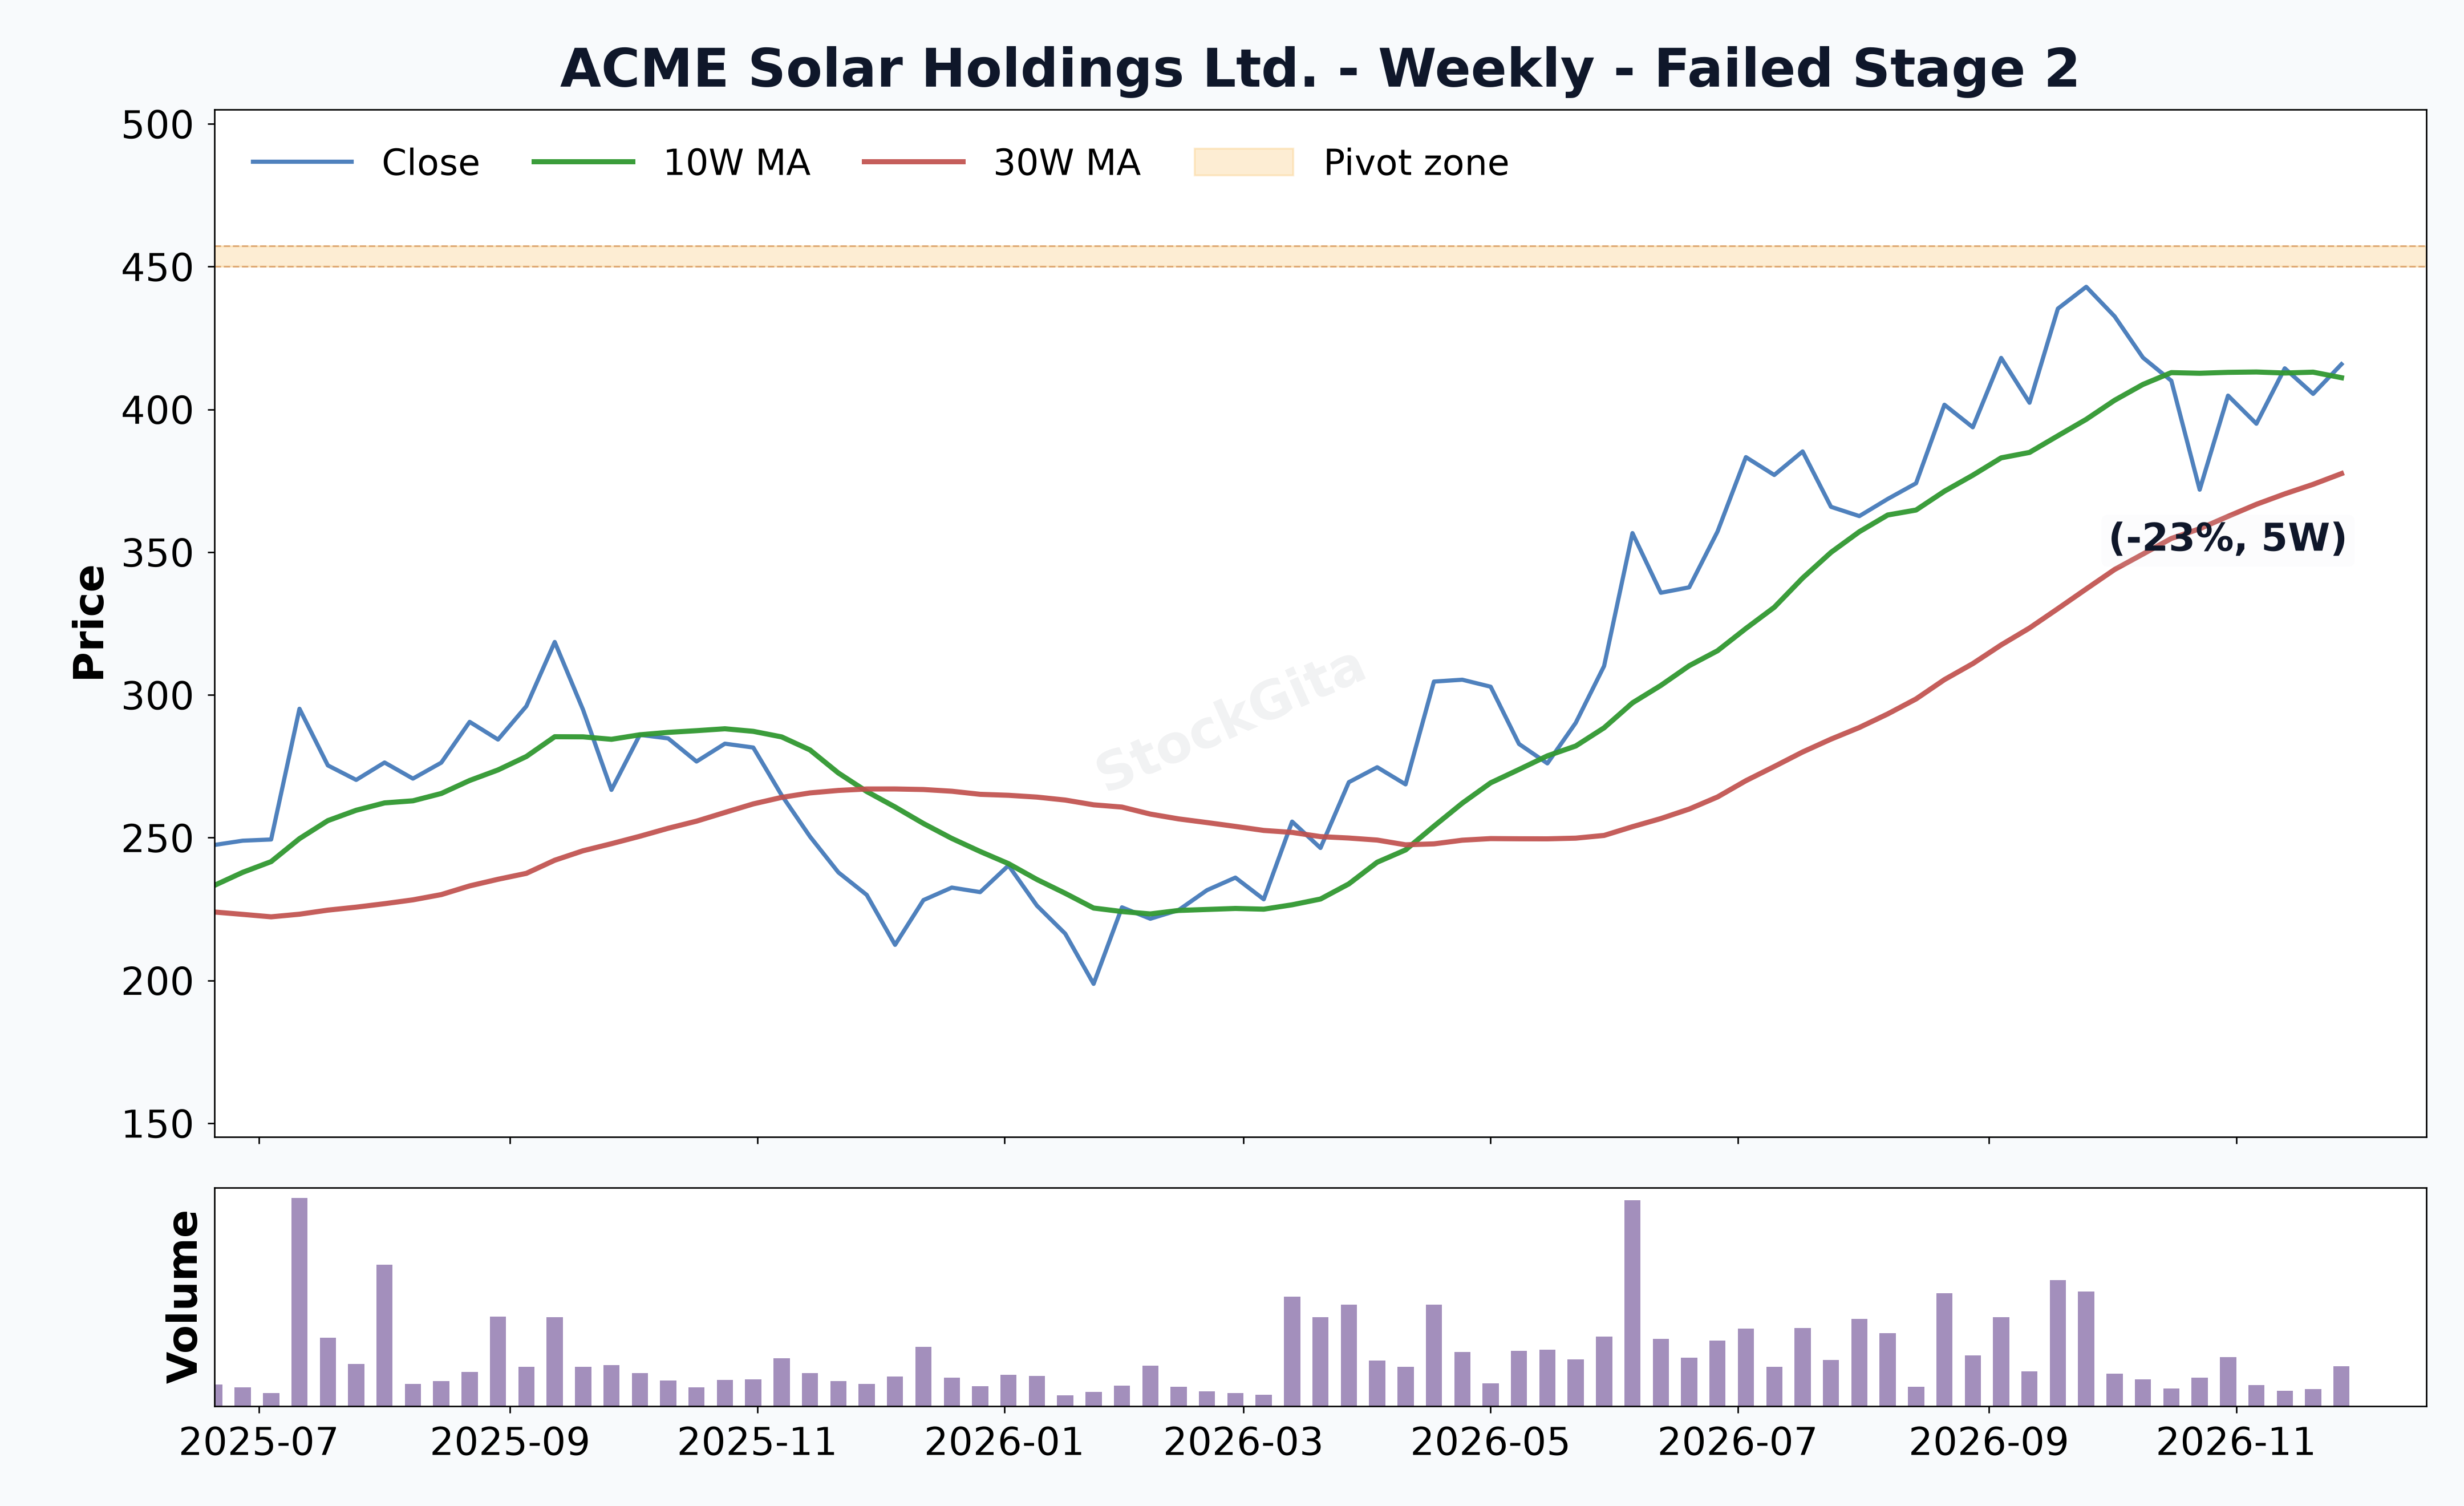 ACME Solar Holdings Ltd. - Weekly - Failed Stage 2
Close 10W MA 30W MA Pivot zone
Price
500
450
400
350
300
250
200
150
(-23%, 5W)
StockGita
Volume
2025-07 2025-09 2025-11 2026-01 2026-03 2026-05 2026-07 2026-09 2026-11